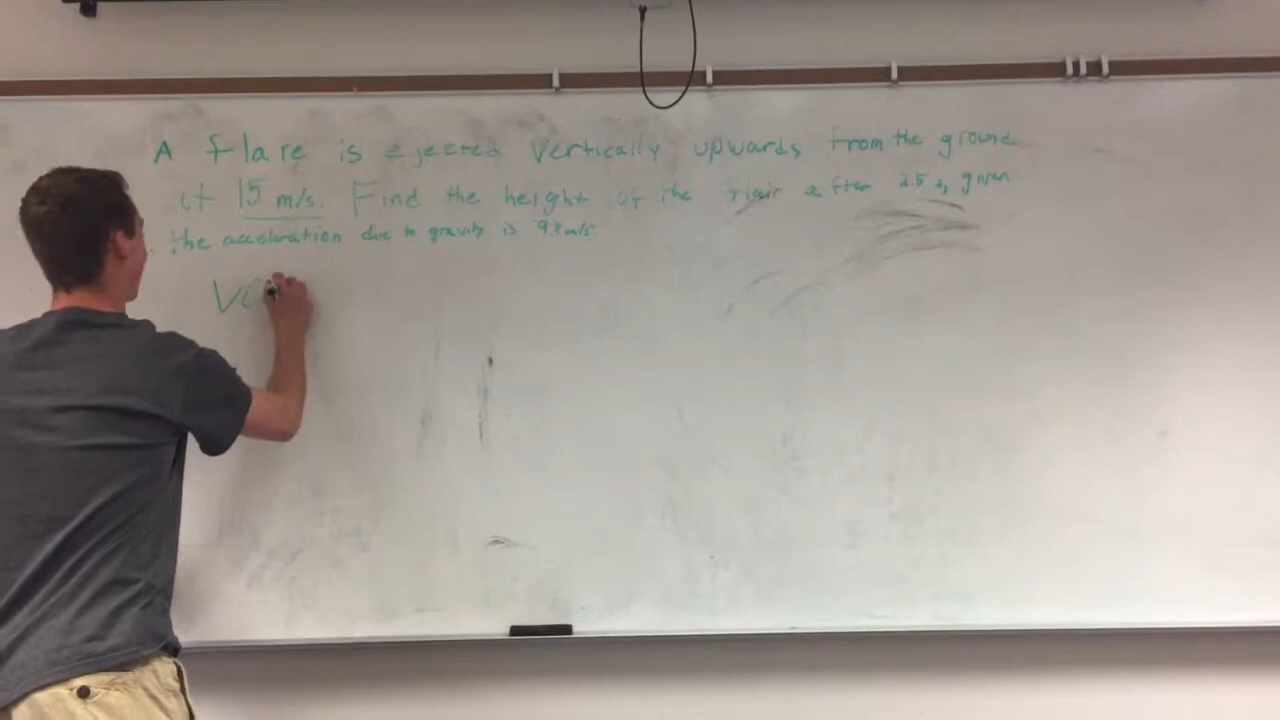 A flare is ejected vertically upwards from the ground
at 15 m/s. Find the height of the after 2.5 s, given
the acceleration due to gravity is 9.8 m/s²
V0